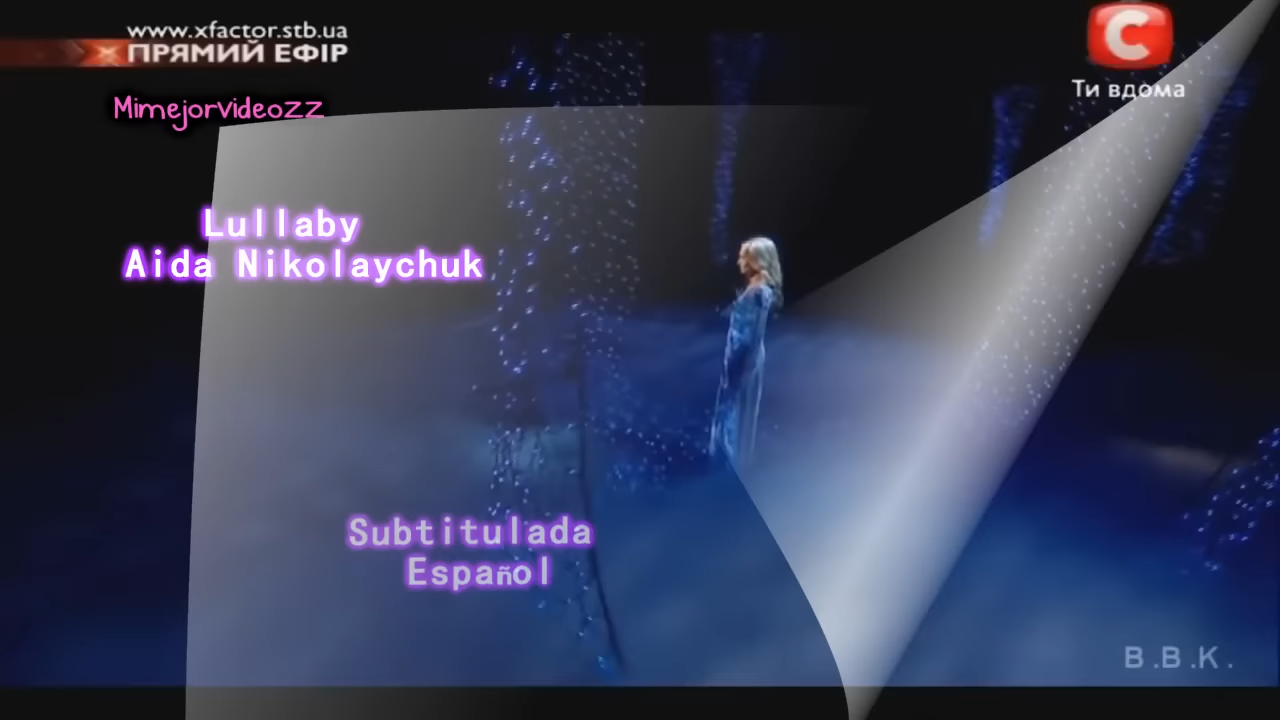 www.xfactor.stb.ua
ПРЯМИЙ ЕФІР
С
Ти вдома
Mimejorvideozz
Lullaby
Aida Nikolaychuk
Subtitulada
Español
B.B.K.